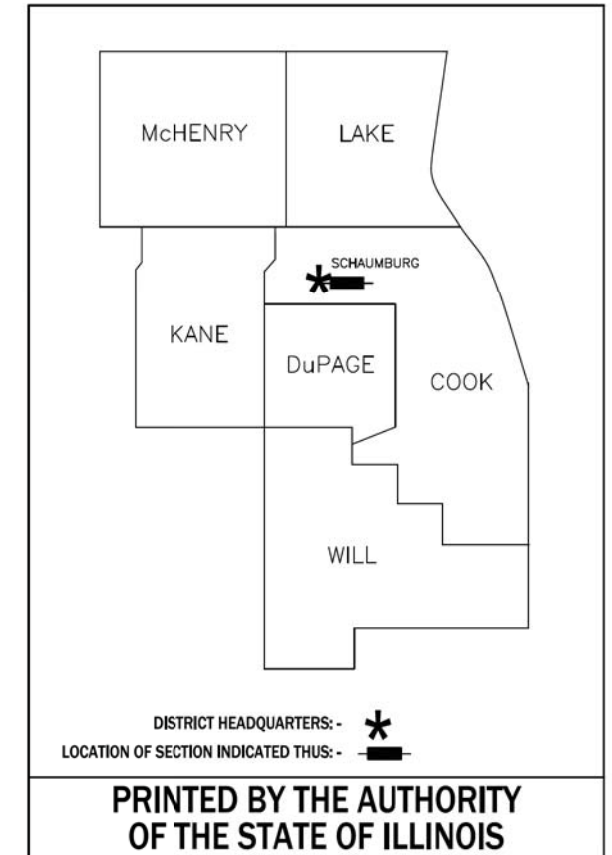 McHENRY
LAKE
SCHAUMBURG
KANE
DuPAGE
COOK
WILL
DISTRICT HEADQUARTERS: -
LOCATION OF SECTION INDICATED THUS: -
PRINTED BY THE AUTHORITY
OF THE STATE OF ILLINOIS